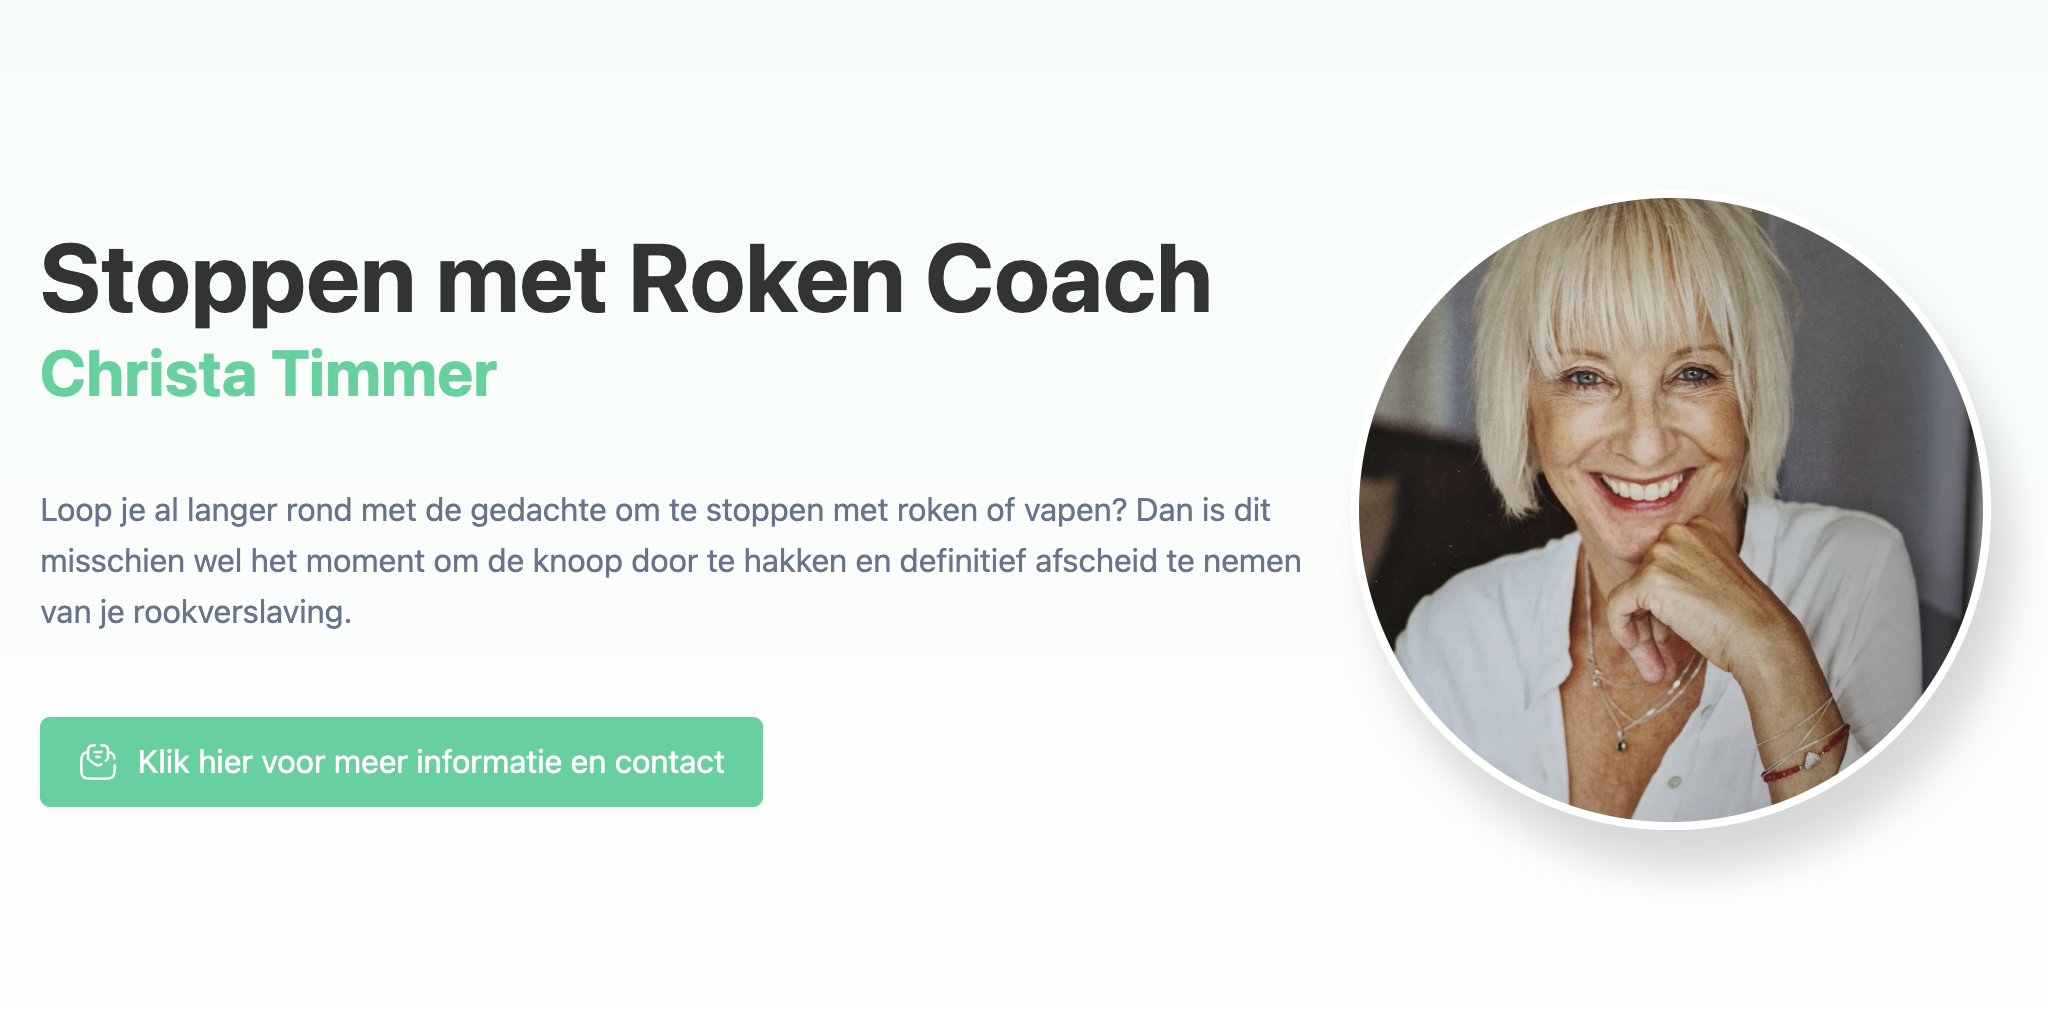 Stoppen met Roken Coach
Christa Timmer
Loop je al langer rond met de gedachte om te stoppen met roken of vapen? Dan is dit
misschien wel het moment om de knoop door te hakken en definitief afscheid te nemen
van je rookverslaving.
Klik hier voor meer informatie en contact